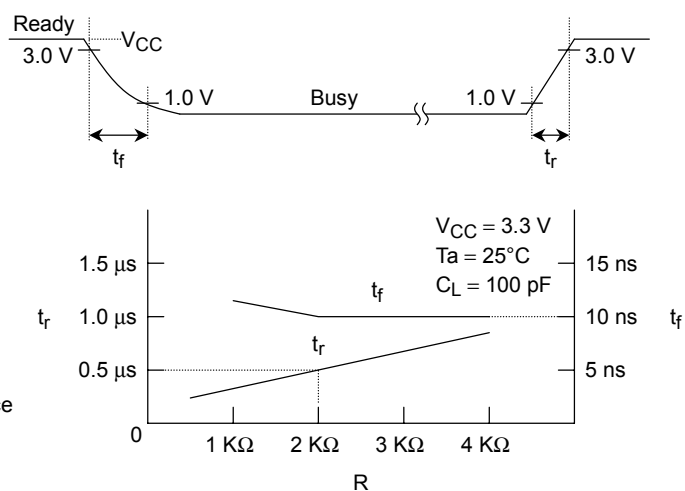 Ready
VCC
3.0 V
3.0 V
1.0 V
Busy
1.0 V
tf
tr
VCC = 3.3 V
Ta = 25°C
CL = 100 pF
1.5 µs
15 ns
tf
tr
1.0 µs
10 ns
tf
tr
0.5 µs
5 ns
ce
0
1 KΩ
2 KΩ
3 KΩ
4 KΩ
R